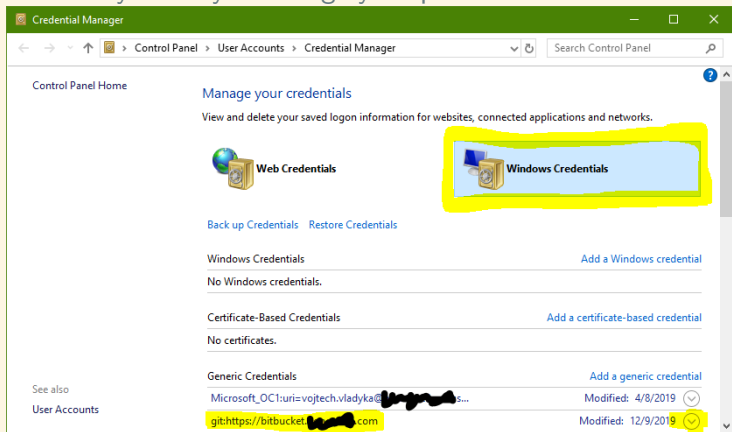 Credential Manager
Control Panel > User Accounts > Credential Manager
Search Control Panel
Control Panel Home
Manage your credentials
View and delete your saved logon information for websites, connected applications and networks.
Web Credentials
Windows Credentials
Back up Credentials Restore Credentials
Windows Credentials Add a Windows credential
No Windows credentials.
Certificate-Based Credentials Add a certificate-based credential
No certificates.
Generic Credentials Add a generic credential
Microsoft_OC1:uri=vojtech.vladyka@ s... Modified: 4/8/2019
git:https://bitbucket. .com Modified: 12/9/2019
See also
User Accounts